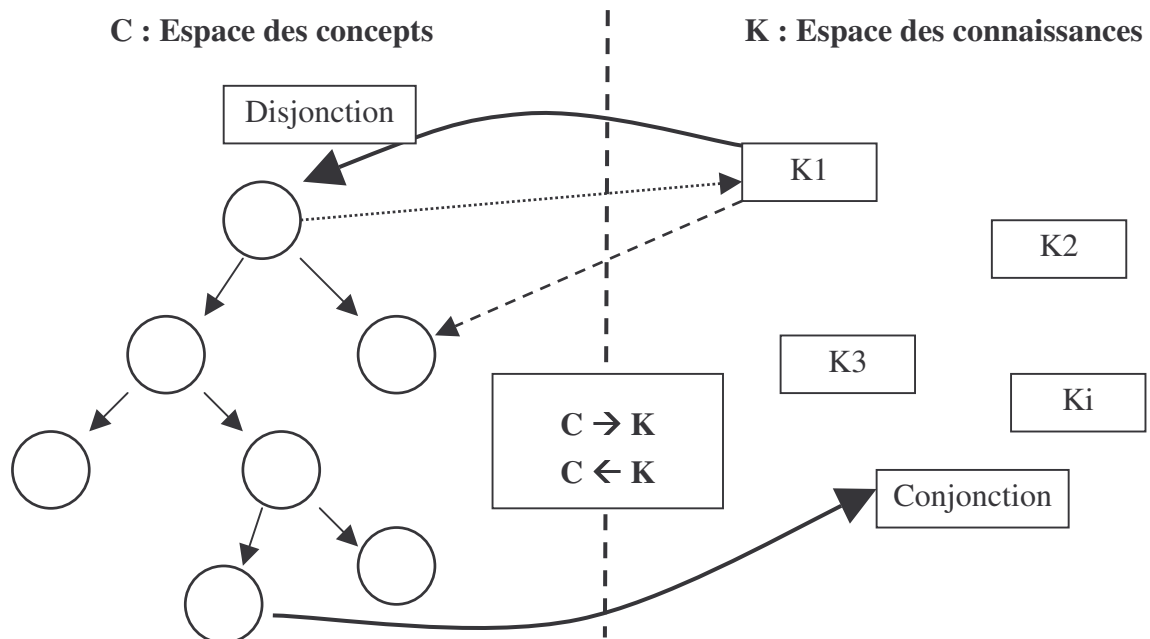 C : Espace des concepts
K : Espace des connaissances
Disjonction
K1
K2
K3
Ki
C → K
C ← K
Conjonction